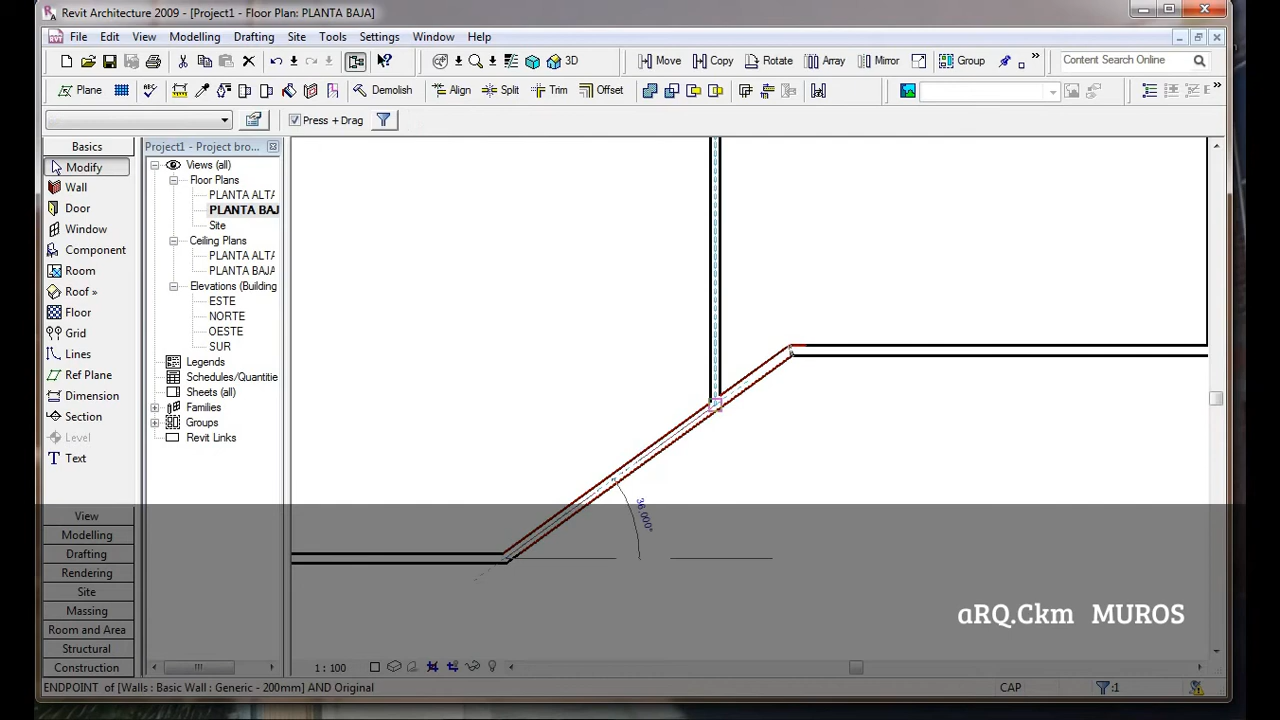 Revit Architecture 2009 - [Project1 - Floor Plan: PLANTA BAJA]
File Edit View Modelling Drafting Site Tools Settings Window Help
3D Move Copy Rotate Array Mirror Group » Content Search Online
Plane Demolish Align Split Trim Offset »
Press + Drag
Basics
Modify
Wall
Door
Window
Component
Room
Roof »
Floor
Grid
Lines
Ref Plane
Dimension
Section
Level
Text
View
Modelling
Drafting
Rendering
Site
Massing
Room and Area
Structural
Construction
Project1 - Project bro...
Views (all)
Floor Plans
PLANTA ALTA
PLANTA BAJ
Site
Ceiling Plans
PLANTA ALTA
PLANTA BAJA
Elevations (Building
ESTE
NORTE
OESTE
SUR
Legends
Schedules/Quantitie
Sheets (all)
Families
Groups
Revit Links
36.000°
aRQ.Ckm MUROS
1 : 100
ENDPOINT of [Walls : Basic Wall : Generic - 200mm] AND Original
CAP
:1